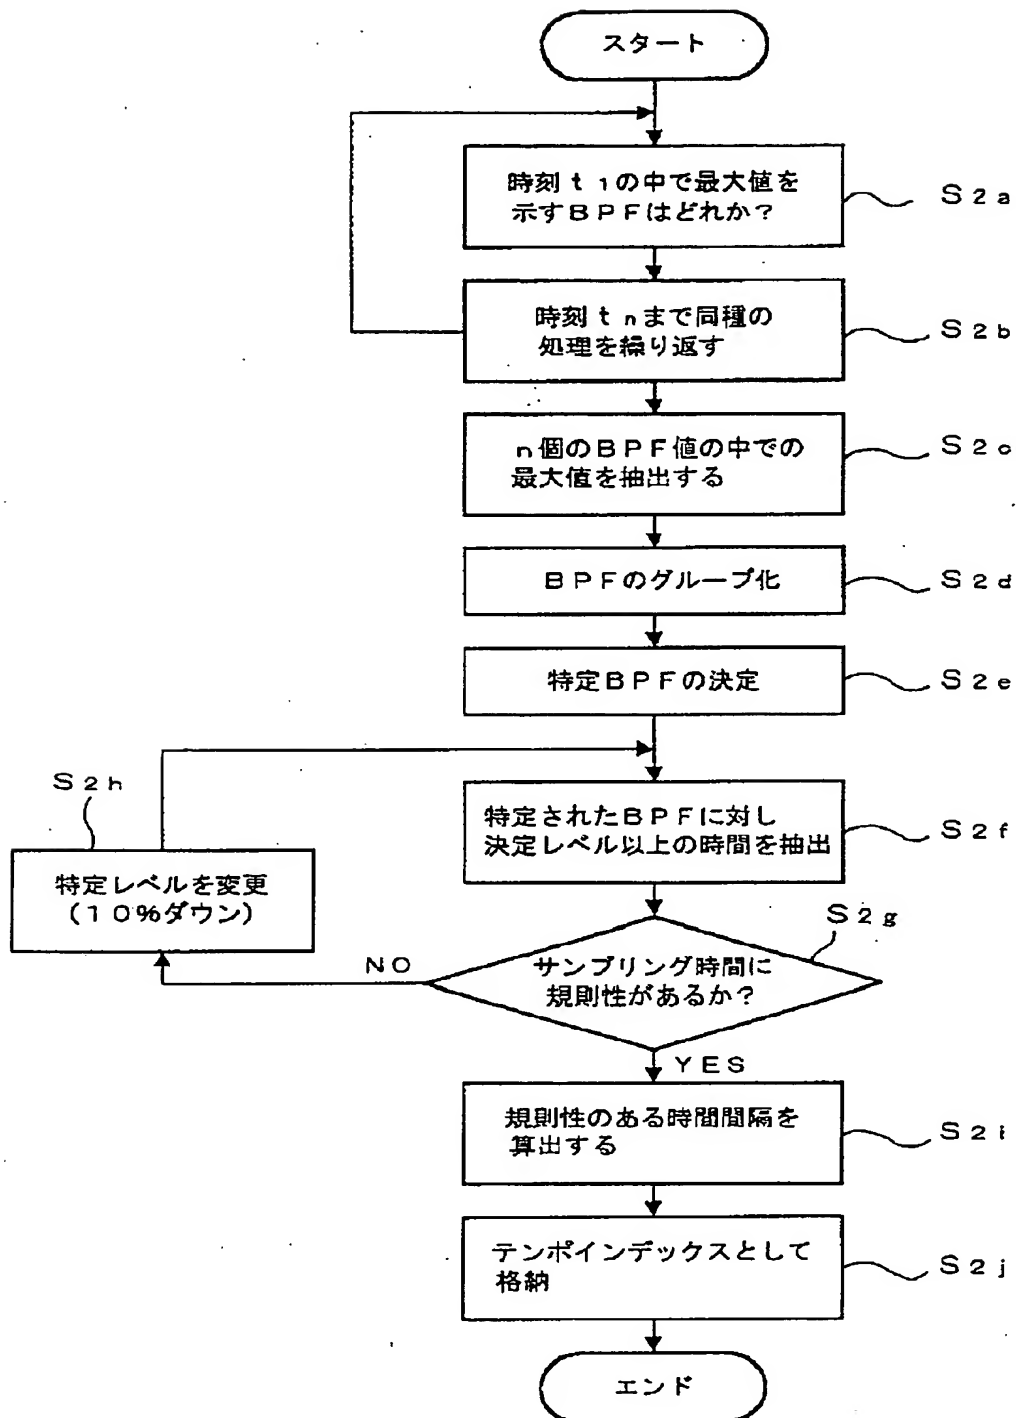 スタート
時刻ｔ１の中で最大値を
示すＢＰＦはどれか？
Ｓ２ａ
時刻ｔｎまで同種の
処理を繰り返す
Ｓ２ｂ
ｎ個のＢＰＦ値の中での
最大値を抽出する
Ｓ２ｃ
ＢＰＦのグループ化
Ｓ２ｄ
特定ＢＰＦの決定
Ｓ２ｅ
Ｓ２ｈ
特定レベルを変更
（１０％ダウン）
特定されたＢＰＦに対し
決定レベル以上の時間を抽出
Ｓ２ｆ
Ｓ２ｇ
サンプリング時間に
規則性があるか？
ＮＯ
ＹＥＳ
規則性のある時間間隔を
算出する
Ｓ２ｉ
テンポインデックスとして
格納
Ｓ２ｊ
エンド